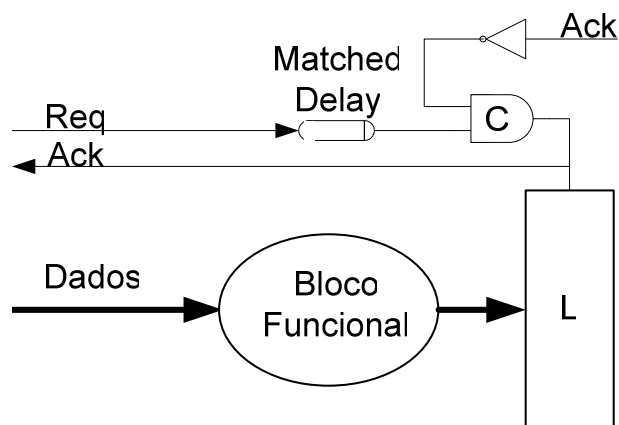 Ack
Matched
Delay
C
Req
Ack
Dados
Bloco
Funcional
L